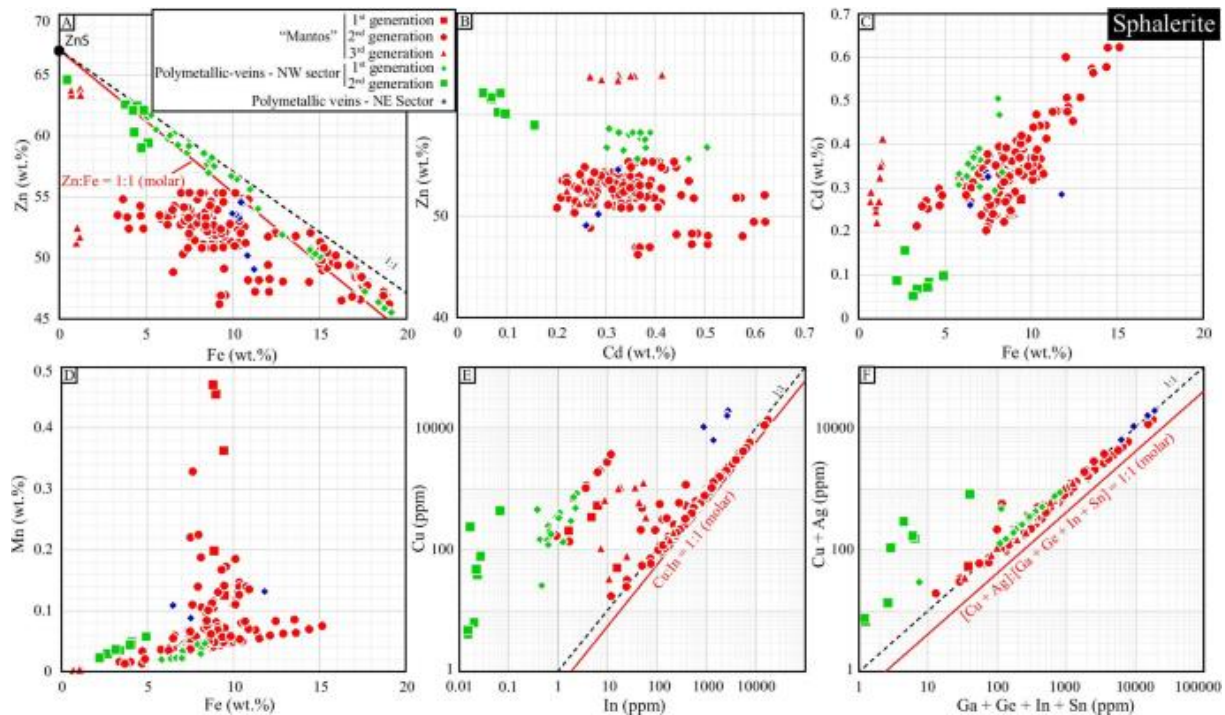 Sphalerite
1st generation
"Mantos" 2nd generation
3rd generation
Polymetallic-veins - NW sector 1st generation
2nd generation
Polymetallic veins - NE Sector
A
ZnS
Zn:Fe = 1:1 (molar)
1:1
70
65
60
55
50
45
Zn (wt.%)
0 5 10 15 20
Fe (wt.%)
B
60
50
40
Zn (wt.%)
0 0.1 0.2 0.3 0.4 0.5 0.6 0.7
Cd (wt.%)
C
0.7
0.6
0.5
0.4
0.3
0.2
0.1
0
Cd (wt.%)
0 5 10 15 20
Fe (wt.%)
D
0.5
0.4
0.3
0.2
0.1
0
Mn (wt.%)
0 5 10 15 20
Fe (wt.%)
E
1:1
Cu:In = 1:1 (molar)
10000
100
1
Cu (ppm)
0.01 0.1 1 10 100 1000 10000
In (ppm)
F
1:1
[Cu + Ag]:[Ga + Ge + In + Sn] = 1:1 (molar)
10000
100
1
Cu + Ag (ppm)
1 10 100 1000 10000 100000
Ga + Ge + In + Sn (ppm)